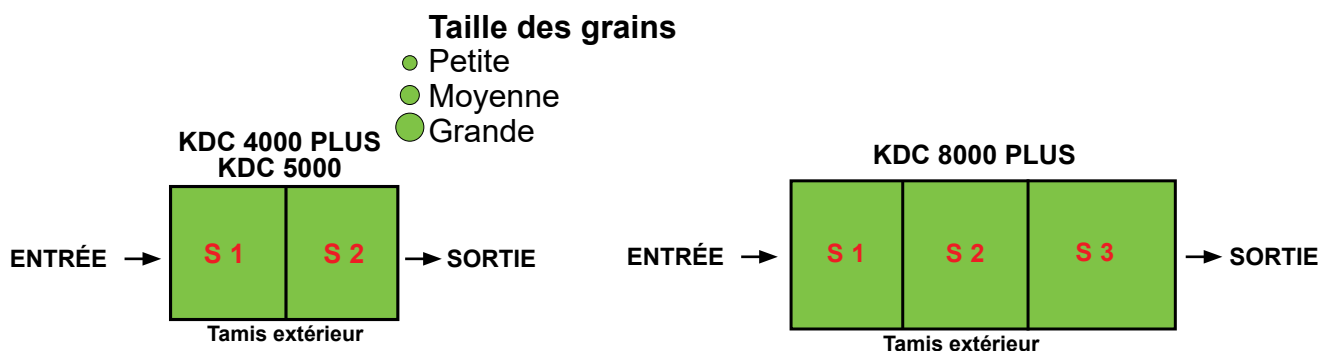 Taille des grains
Petite
Moyenne
Grande
KDC 4000 PLUS
KDC 5000
ENTRÉE
S 1
S 2
SORTIE
Tamis extérieur
KDC 8000 PLUS
ENTRÉE
S 1
S 2
S 3
SORTIE
Tamis extérieur